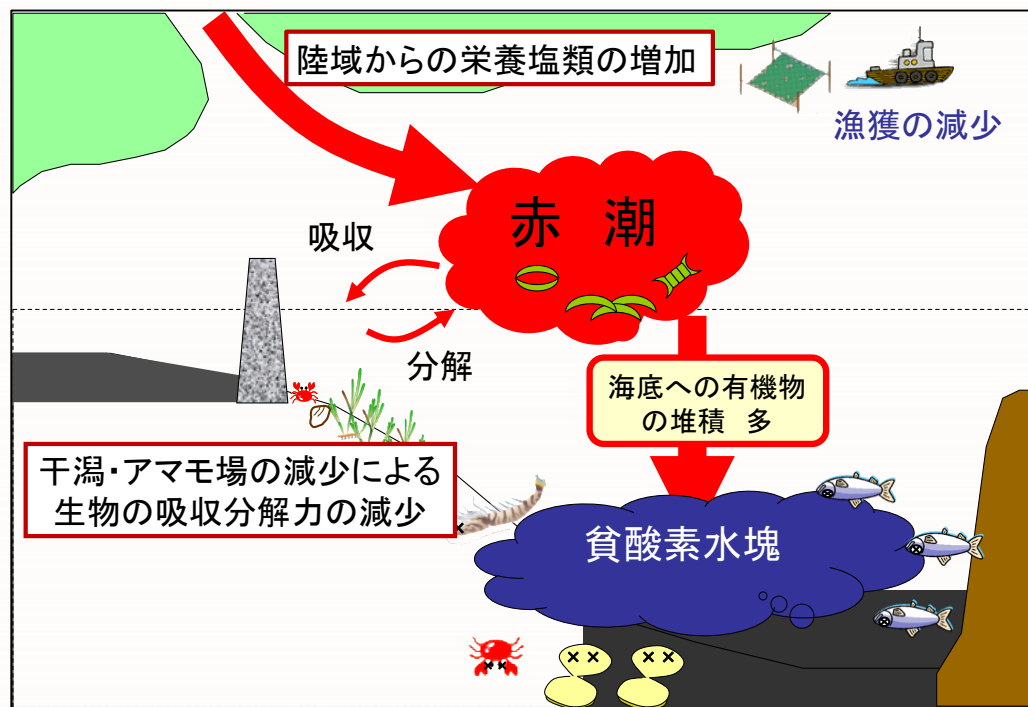 陸域からの栄養塩類の増加
漁獲の減少
赤 潮
吸収
分解
海底への有機物
の堆積 多
干潟・アマモ場の減少による
生物の吸収分解力の減少
貧酸素水塊